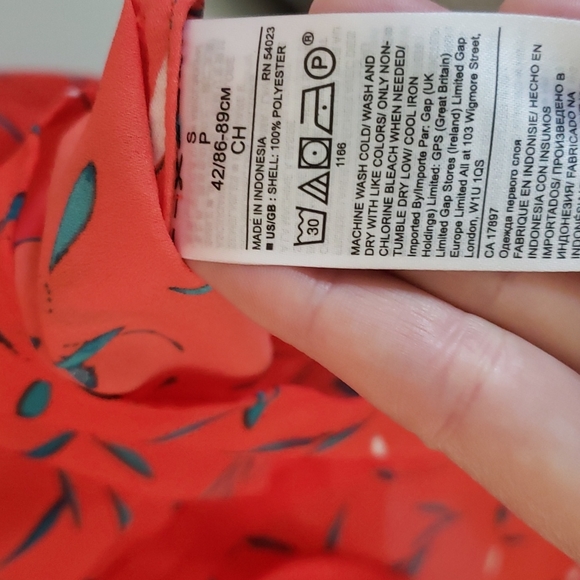 S
P
42/86-89CM
CH
MADE IN INDONESIA RN 54023
■ US/GB : SHELL: 100% POLYESTER
30 P ®
1166
MACHINE WASH COLD/ WASH AND
DRY WITH LIKE COLORS/ ONLY NON-
CHLORINE BLEACH WHEN NEEDED/
TUMBLE DRY LOW/ COOL IRON
Imported By/Importe Par: Gap (UK
Holdings) Limited: GPS (Great Britain)
Limited Gap Stores (Ireland) Limited Gap
Europe Limited All at 103 Wigmore Street,
London, W1U 1QS
CA 17897
Одежда первого слоя
FABRIQUE EN INDONESIE/ HECHO EN
INDONESIA CON INSUMOS
IMPORTADOS/ ПРОИЗВЕДЕНО В
ИНДОНЕЗИЯ/ FABRICADO NA